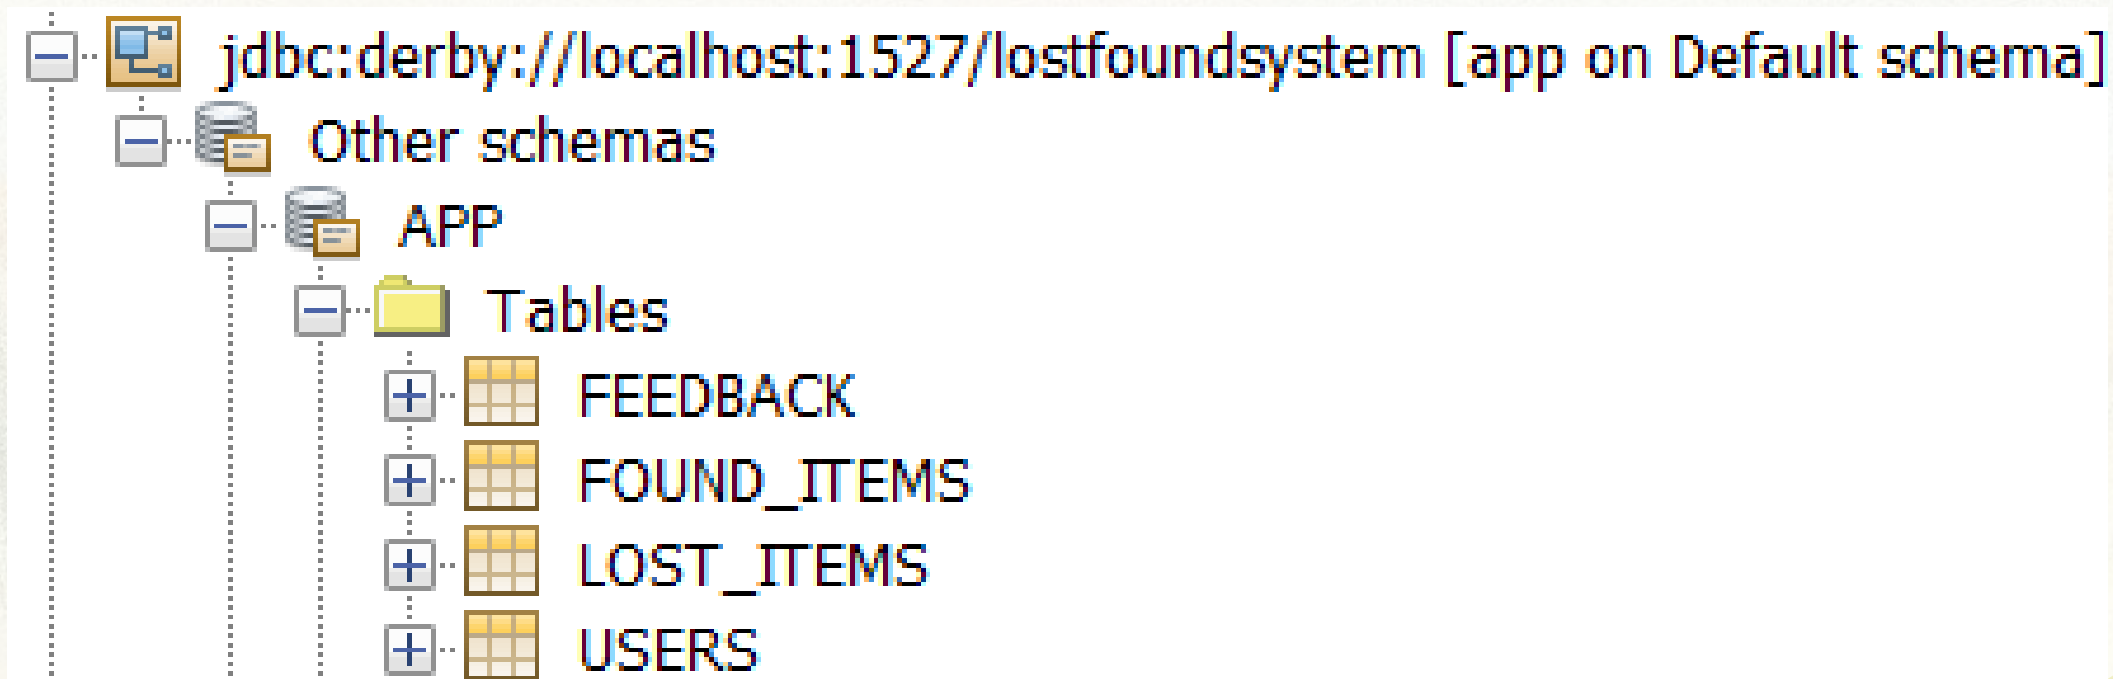 jdbc:derby://localhost:1527/lostfoundsystem [app on Default schema]
Other schemas
APP
Tables
FEEDBACK
FOUND_ITEMS
LOST_ITEMS
USERS